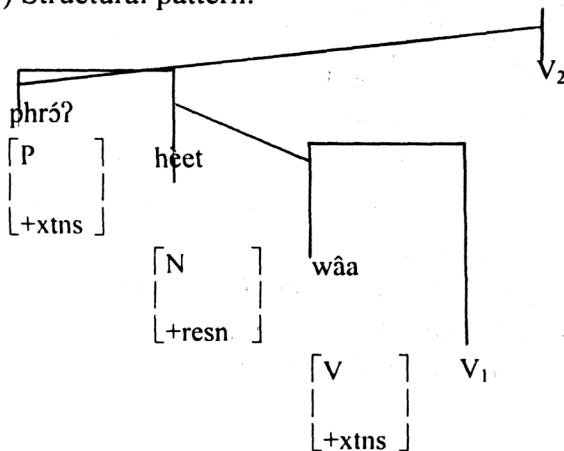 ) Structural pattern:
V₂
phrɔ́ʔ
[P
+xtns]
hèet
[N
+resn]
wâa
[V
+xtns]
V₁